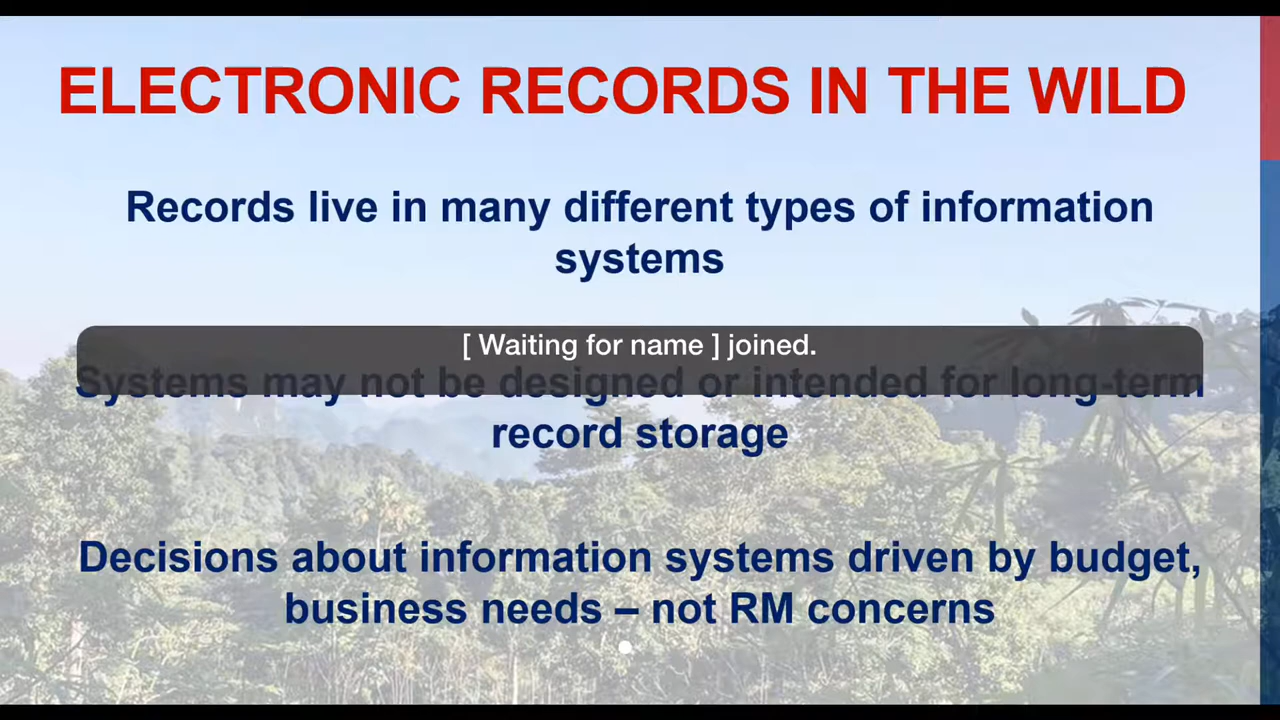 ELECTRONIC RECORDS IN THE WILD
Records live in many different types of information
systems
[ Waiting for name ] joined.
Systems may not be designed or intended for long-term
record storage
Decisions about information systems driven by budget,
business needs – not RM concerns